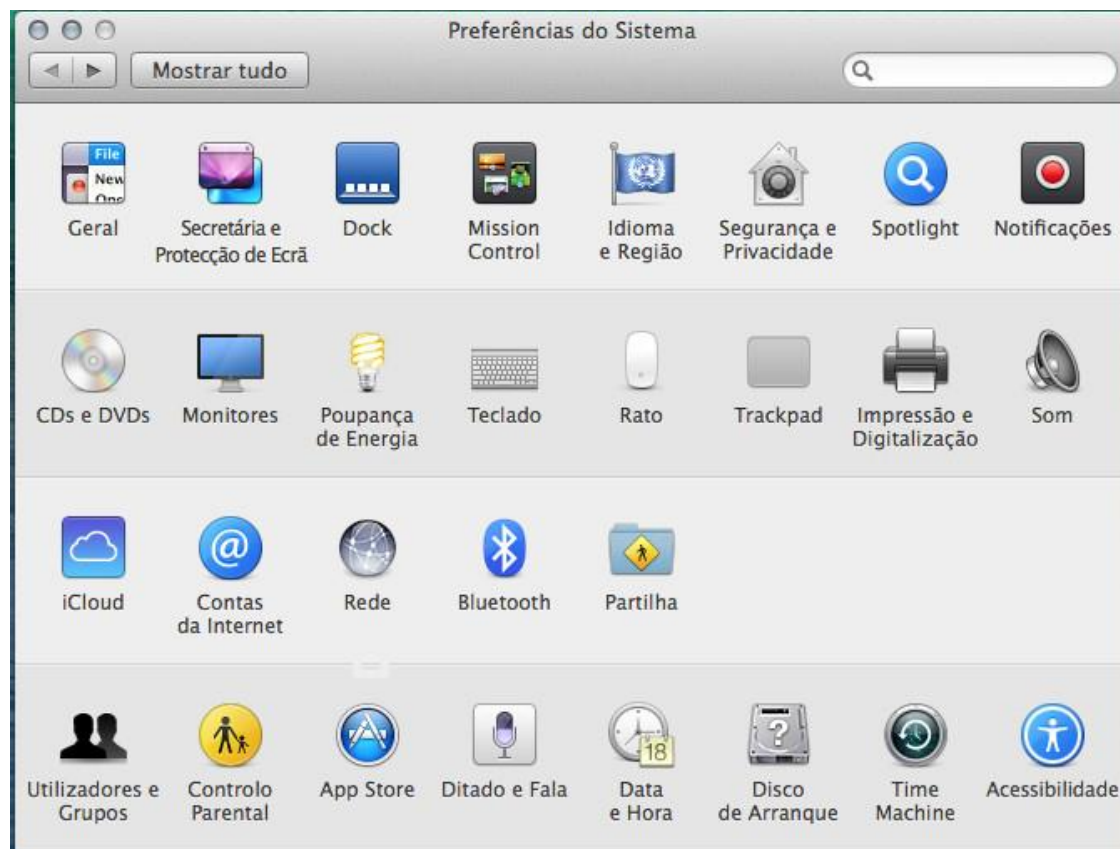 Preferências do Sistema
Mostrar tudo
File
New
Ope
Geral
Secretária e
Protecção de Ecrã
Dock
Mission
Control
Idioma
e Região
Segurança e
Privacidade
Spotlight
Notificações
CDs e DVDs
Monitores
Poupança
de Energia
Teclado
Rato
Trackpad
Impressão e
Digitalização
Som
iCloud
@
Contas
da Internet
Rede
Bluetooth
Partilha
Utilizadores e
Grupos
Controlo
Parental
App Store
Ditado e Fala
18
Data
e Hora
?
Disco
de Arranque
Time
Machine
Acessibilidade